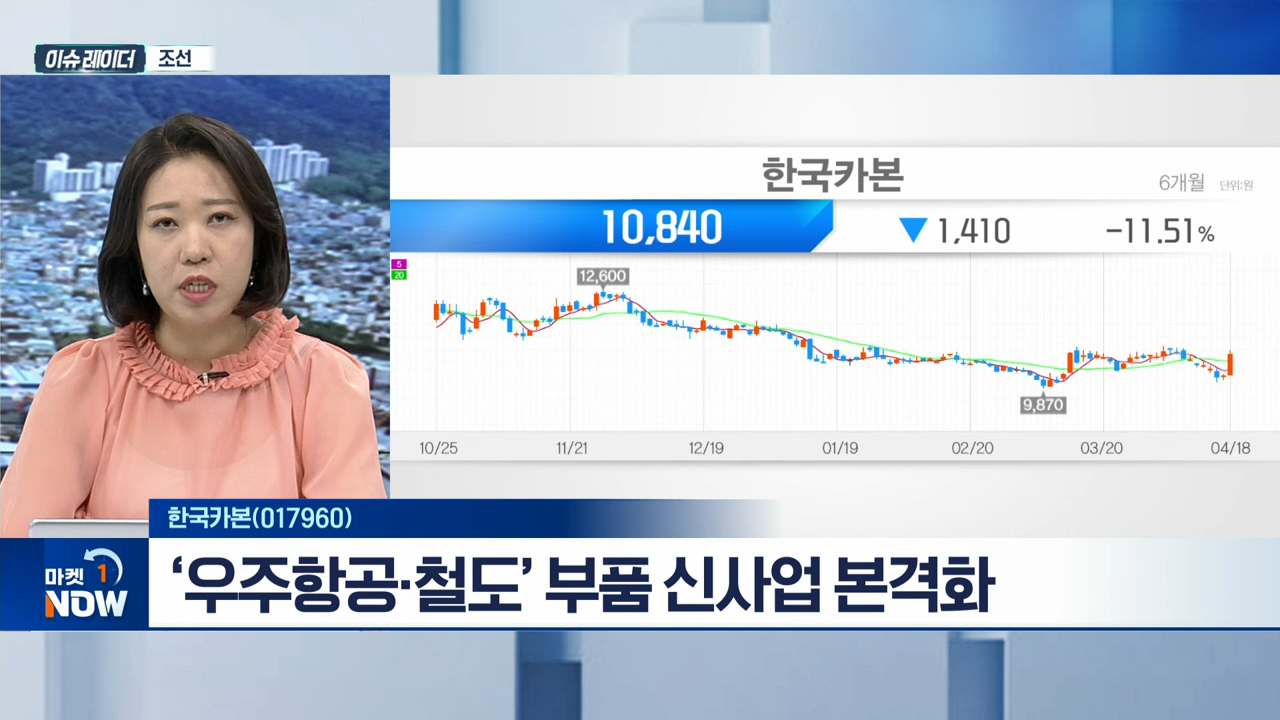 이슈레이더 조선
한국카본
6개월 단위:원
10,840 ▼ 1,410 -11.51%
5
20
12,600
9,870
10/25 11/21 12/19 01/19 02/20 03/20 04/18
한국카본(017960)
마켓 1
NOW
‘우주항공·철도’ 부품 신사업 본격화